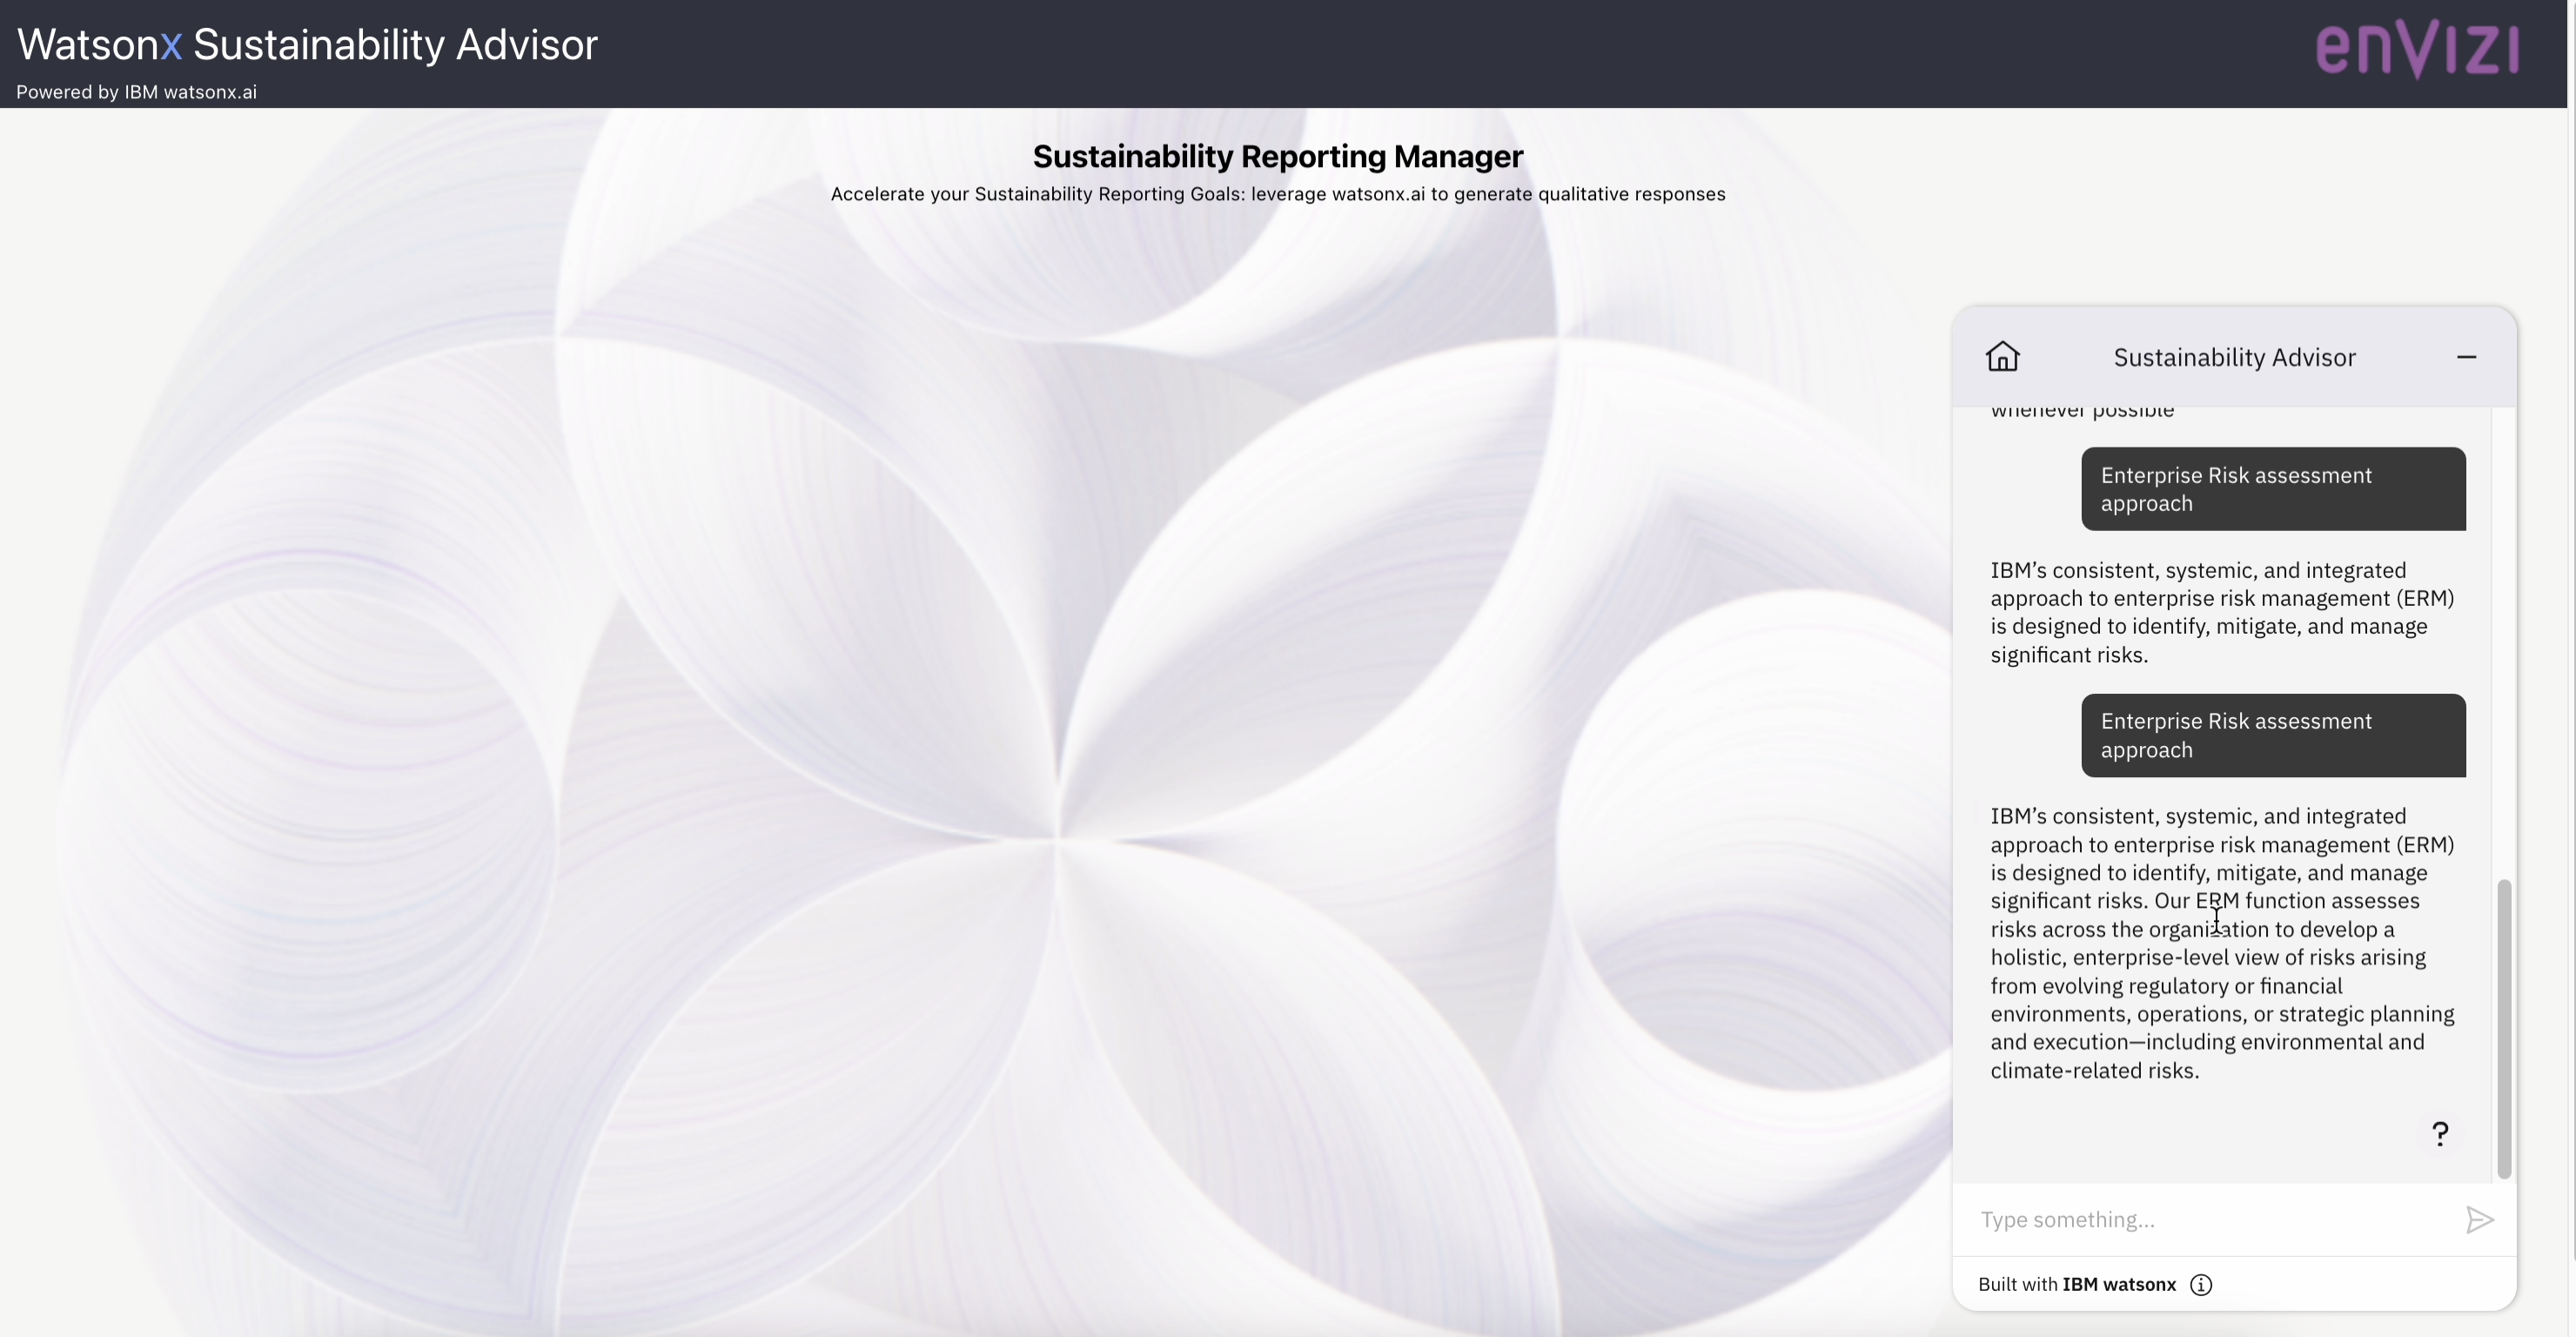 Watsonx Sustainability Advisor
Powered by IBM watsonx.ai
enVizi
Sustainability Reporting Manager
Accelerate your Sustainability Reporting Goals: leverage watsonx.ai to generate qualitative responses
Sustainability Advisor
whenever possible
Enterprise Risk assessment
approach
IBM’s consistent, systemic, and integrated
approach to enterprise risk management (ERM)
is designed to identify, mitigate, and manage
significant risks.
Enterprise Risk assessment
approach
IBM’s consistent, systemic, and integrated
approach to enterprise risk management (ERM)
is designed to identify, mitigate, and manage
significant risks. Our ERM function assesses
risks across the organization to develop a
holistic, enterprise-level view of risks arising
from evolving regulatory or financial
environments, operations, or strategic planning
and execution—including environmental and
climate-related risks.
?
Type something...
Built with IBM watsonx